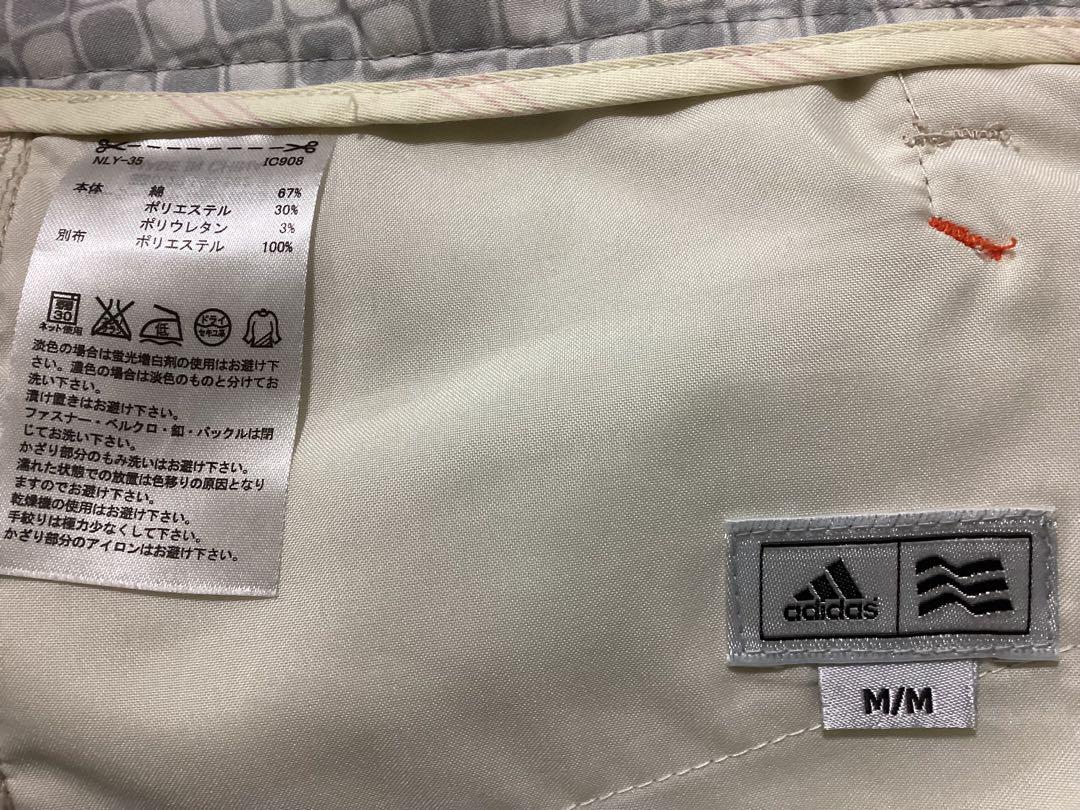 NLY-35 IC908
本体 綿 67%
ポリエステル 30%
ポリウレタン 3%
別布 ポリエステル 100%
30 低 ドライ
ネット使用 セキユ系
淡色の場合は蛍光増白剤の使用はお避け下
さい。濃色の場合は淡色のものと分けてお
洗い下さい。
漬け置きはお避け下さい。
ファスナー・ベルクロ・釦・バックルは閉
じてお洗い下さい。
かざり部分のもみ洗いはお避け下さい。
濡れた状態での放置は色移りの原因となり
ますのでお避け下さい。
乾燥機の使用はお避け下さい。
手絞りは極力少なくして下さい。
かざり部分のアイロンはお避け下さい。
adidas
M/M